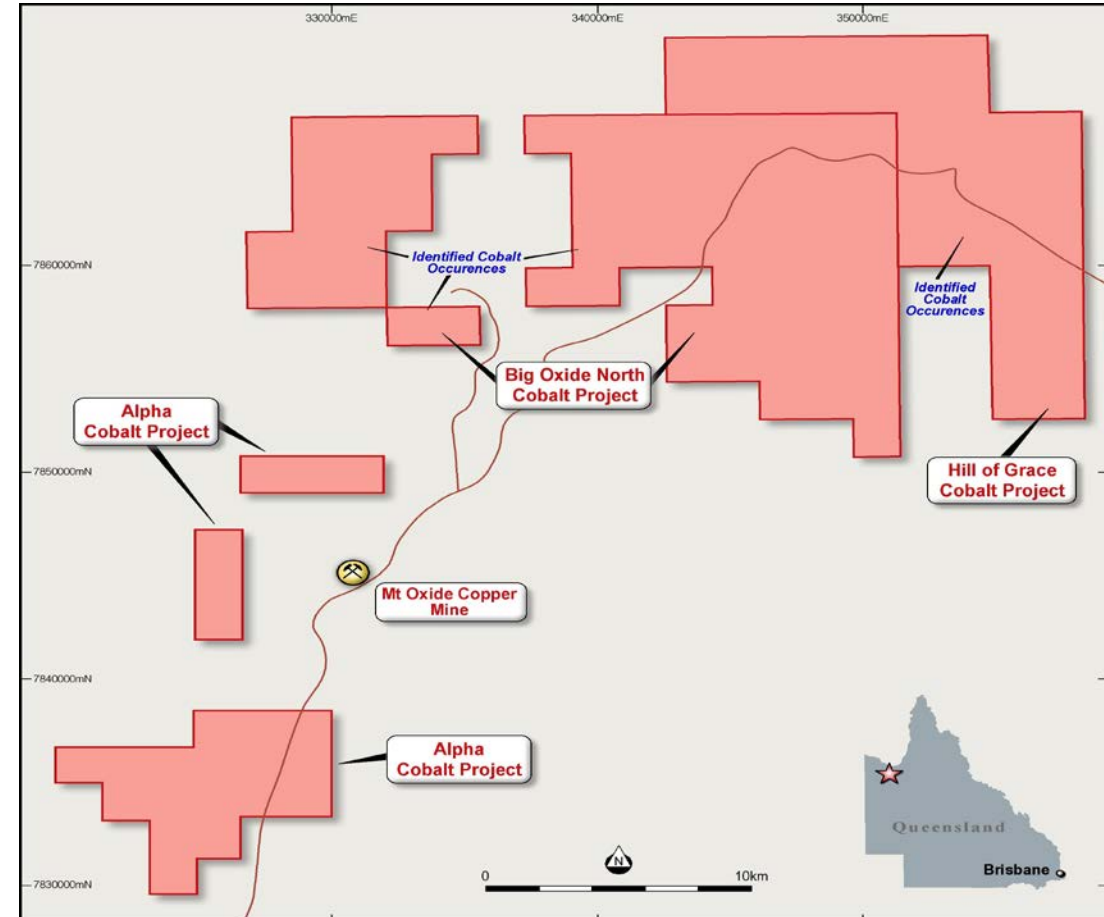 330000mE
340000mE
350000mE
7860000mN
Identified Cobalt
Occurences
Identified
Cobalt
Occurences
Big Oxide North
Cobalt Project
Alpha
Cobalt Project
Hill of Grace
Cobalt Project
7850000mN
Mt Oxide Copper
Mine
7840000mN
Alpha
Cobalt Project
Queensland
Brisbane
N
0
10km
7830000mN